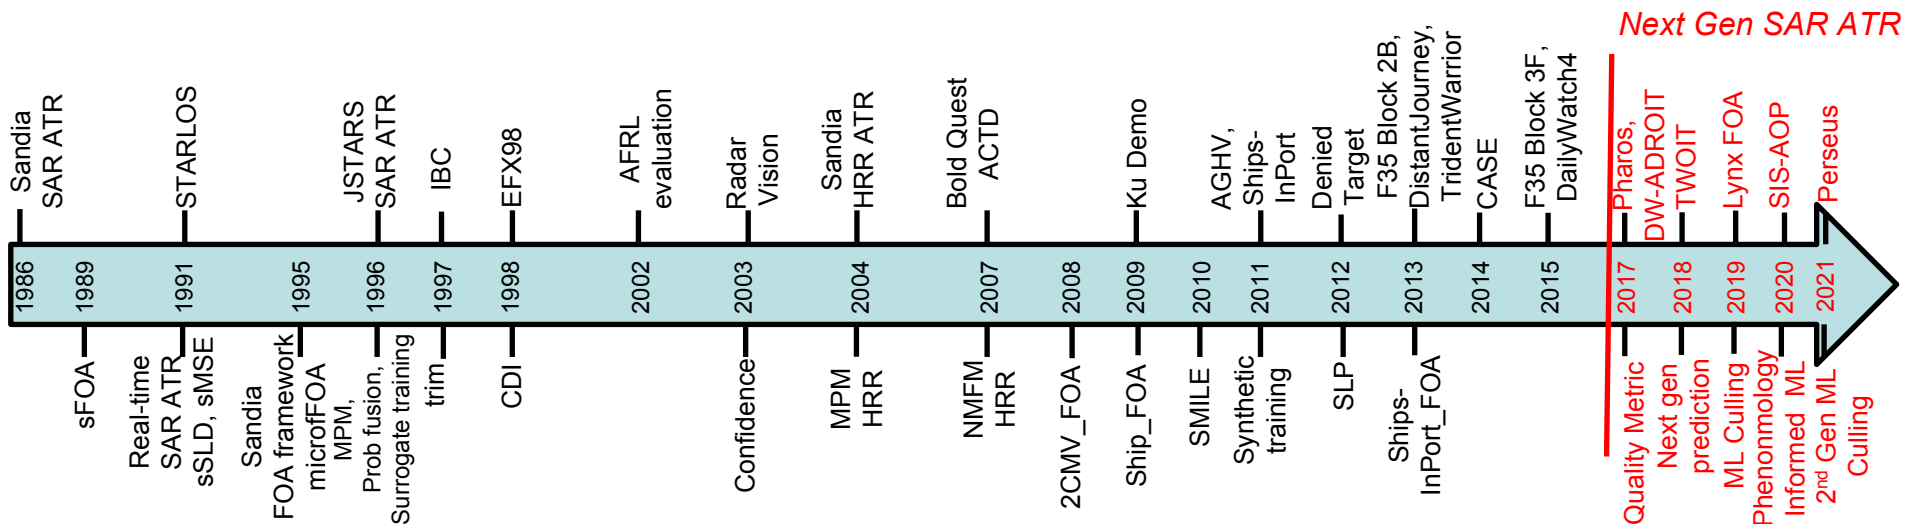 Next Gen SAR ATR
Sandia
SAR ATR
STARLOS
JSTARS
SAR ATR
IBC
EFX98
AFRL
evaluation
Radar
Vision
Sandia
HRR ATR
Bold Quest
ACTD
Ku Demo
AGHV,
Ships-
InPort
Denied
Target
F35 Block 2B,
DistantJourney,
TridentWarrior
CASE
F35 Block 3F,
DailyWatch4
Pharos,
DW-ADROIT
TWOIT
Lynx FOA
SIS-AOP
Perseus
1986
1989
1991
1995
1996
1997
1998
2002
2003
2004
2007
2008
2009
2010
2011
2012
2013
2014
2015
2017
2018
2019
2020
2021
sFOA
Real-time
SAR ATR
sSLD, sMSE
Sandia
FOA framework
microfFOA
MPM,
Prob fusion,
Surrogate training
trim
CDI
Confidence
MPM
HRR
NMFM
HRR
2CMV_FOA
Ship_FOA
SMILE
Synthetic
training
SLP
Ships-
InPort_FOA
Quality Metric
Next gen
prediction
ML Culling
Phenonmology
Informed ML
2nd Gen ML
Culling